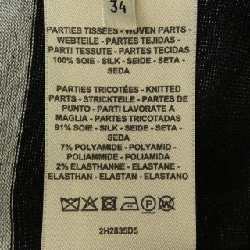 34
PARTIES TISSÉES - WOVEN PARTS -
WEBTEILE - PARTES TEJIDAS -
PARTI TESSUTE - PARTES TECIDAS
100% SOIE - SILK - SEIDE - SETA -
SEDA
PARTIES TRICOTÉES - KNITTED
PARTS - STRICKTEILE - PARTES DE
PUNTO - PARTI LAVORATE A
MAGLIA - PARTES TRICOTADAS
91% SOIE - SILK - SEIDE - SETA -
SEDA
7% POLYAMIDE - POLYAMID -
POLIAMMIDE - POLIAMIDA
2% ELASTHANNE - ELASTANE -
ELASTHAN - ELASTAN - ELASTANO
2H2835D5